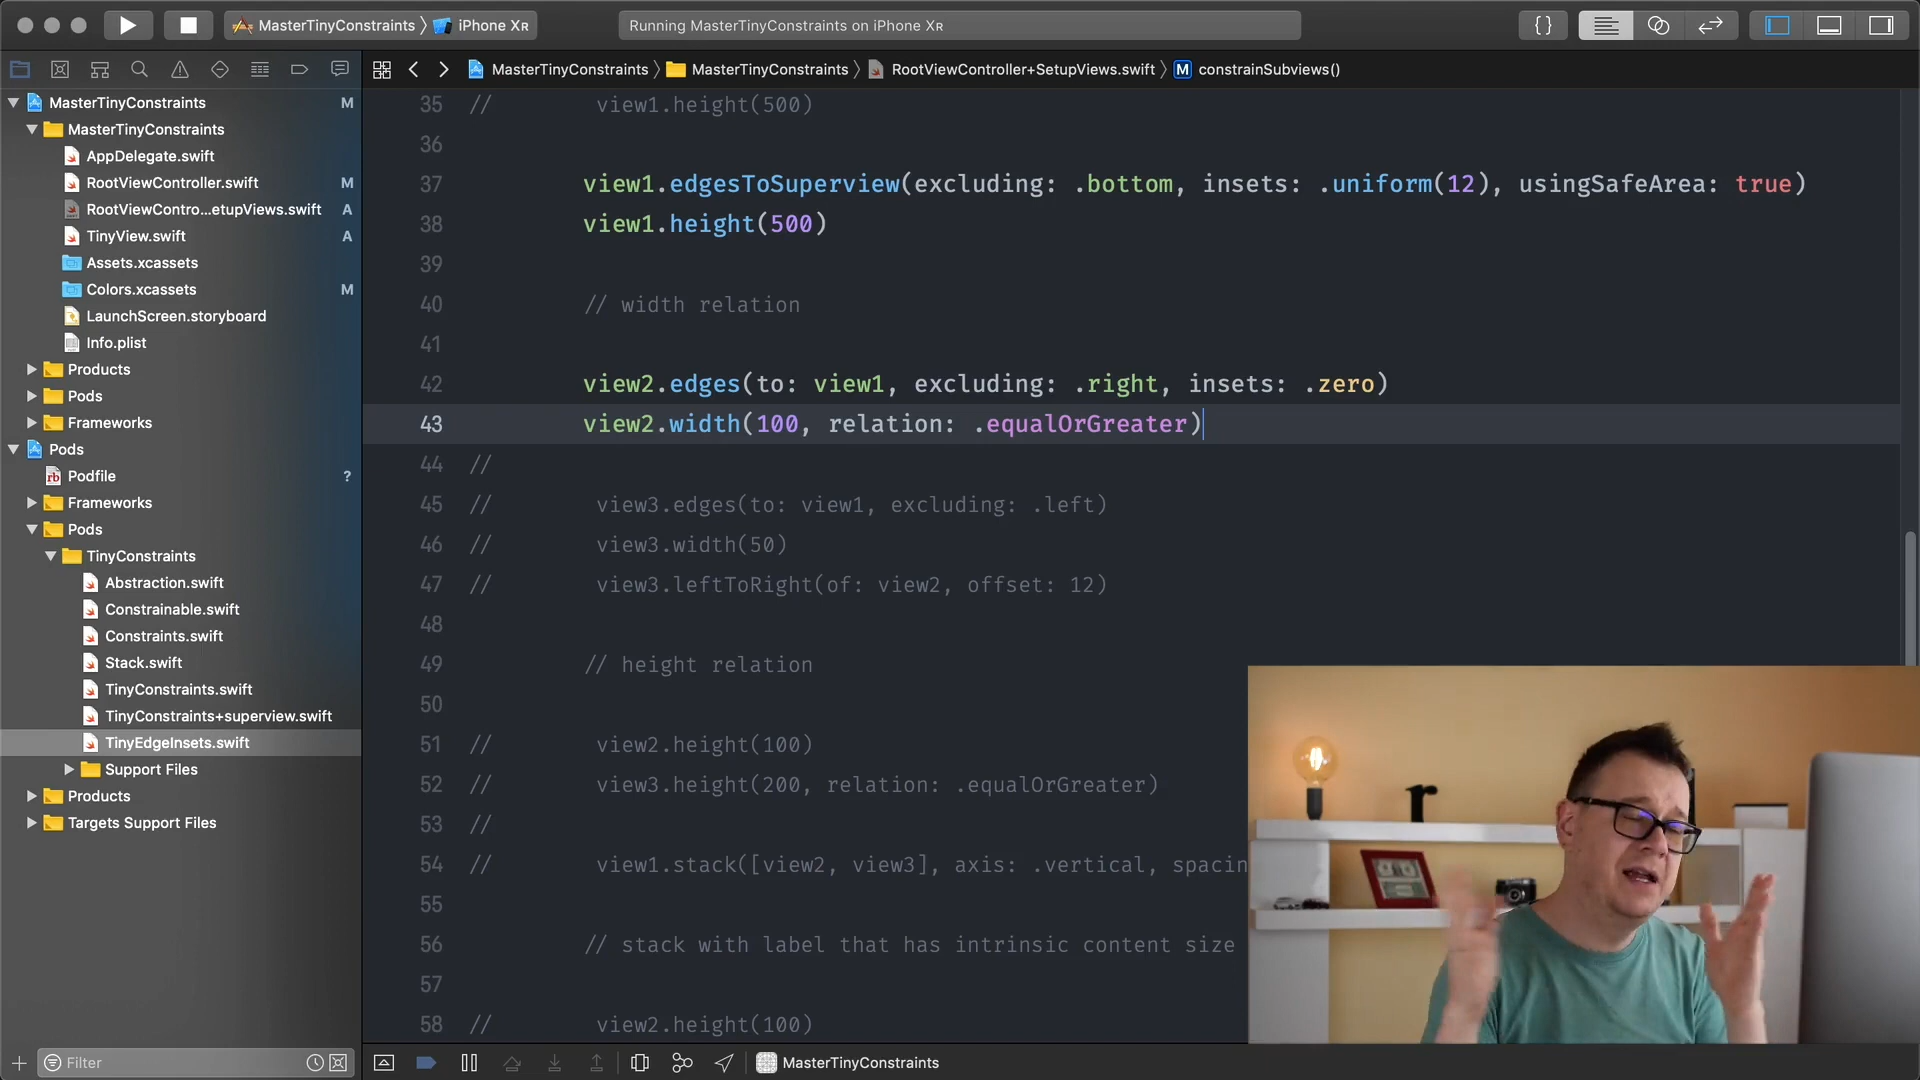 MasterTinyConstraints 〉 iPhone Xʀ
Running MasterTinyConstraints on iPhone Xʀ
MasterTinyConstraints 〉 MasterTinyConstraints 〉 RootViewController+SetupViews.swift 〉 M constrainSubviews()
MasterTinyConstraints M
MasterTinyConstraints
AppDelegate.swift
RootViewController.swift M
RootViewContro...etupViews.swift A
TinyView.swift A
Assets.xcassets
Colors.xcassets M
LaunchScreen.storyboard
Info.plist
Products
Pods
Frameworks
Pods
Podfile ?
Frameworks
Pods
TinyConstraints
Abstraction.swift
Constrainable.swift
Constraints.swift
Stack.swift
TinyConstraints.swift
TinyConstraints+superview.swift
TinyEdgeInsets.swift
Support Files
Products
Targets Support Files
Filter
35 // view1.height(500)
36
37 view1.edgesToSuperview(excluding: .bottom, insets: .uniform(12), usingSafeArea: true)
38 view1.height(500)
39
40 // width relation
41
42 view2.edges(to: view1, excluding: .right, insets: .zero)
43 view2.width(100, relation: .equalOrGreater)
44 //
45 // view3.edges(to: view1, excluding: .left)
46 // view3.width(50)
47 // view3.leftToRight(of: view2, offset: 12)
48
49 // height relation
50
51 // view2.height(100)
52 // view3.height(200, relation: .equalOrGreater)
53 //
54 // view1.stack([view2, view3], axis: .vertical, spacin
55
56 // stack with label that has intrinsic content size
57
58 // view2.height(100)
MasterTinyConstraints